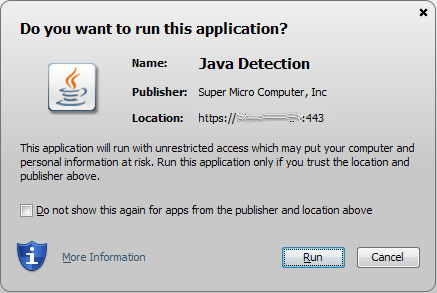 Do you want to run this application?
Name: Java Detection
Publisher: Super Micro Computer, Inc
Location: https:// :443
This application will run with unrestricted access which may put your computer and
personal information at risk. Run this application only if you trust the location and
publisher above.
Do not show this again for apps from the publisher and location above
More Information
Run
Cancel